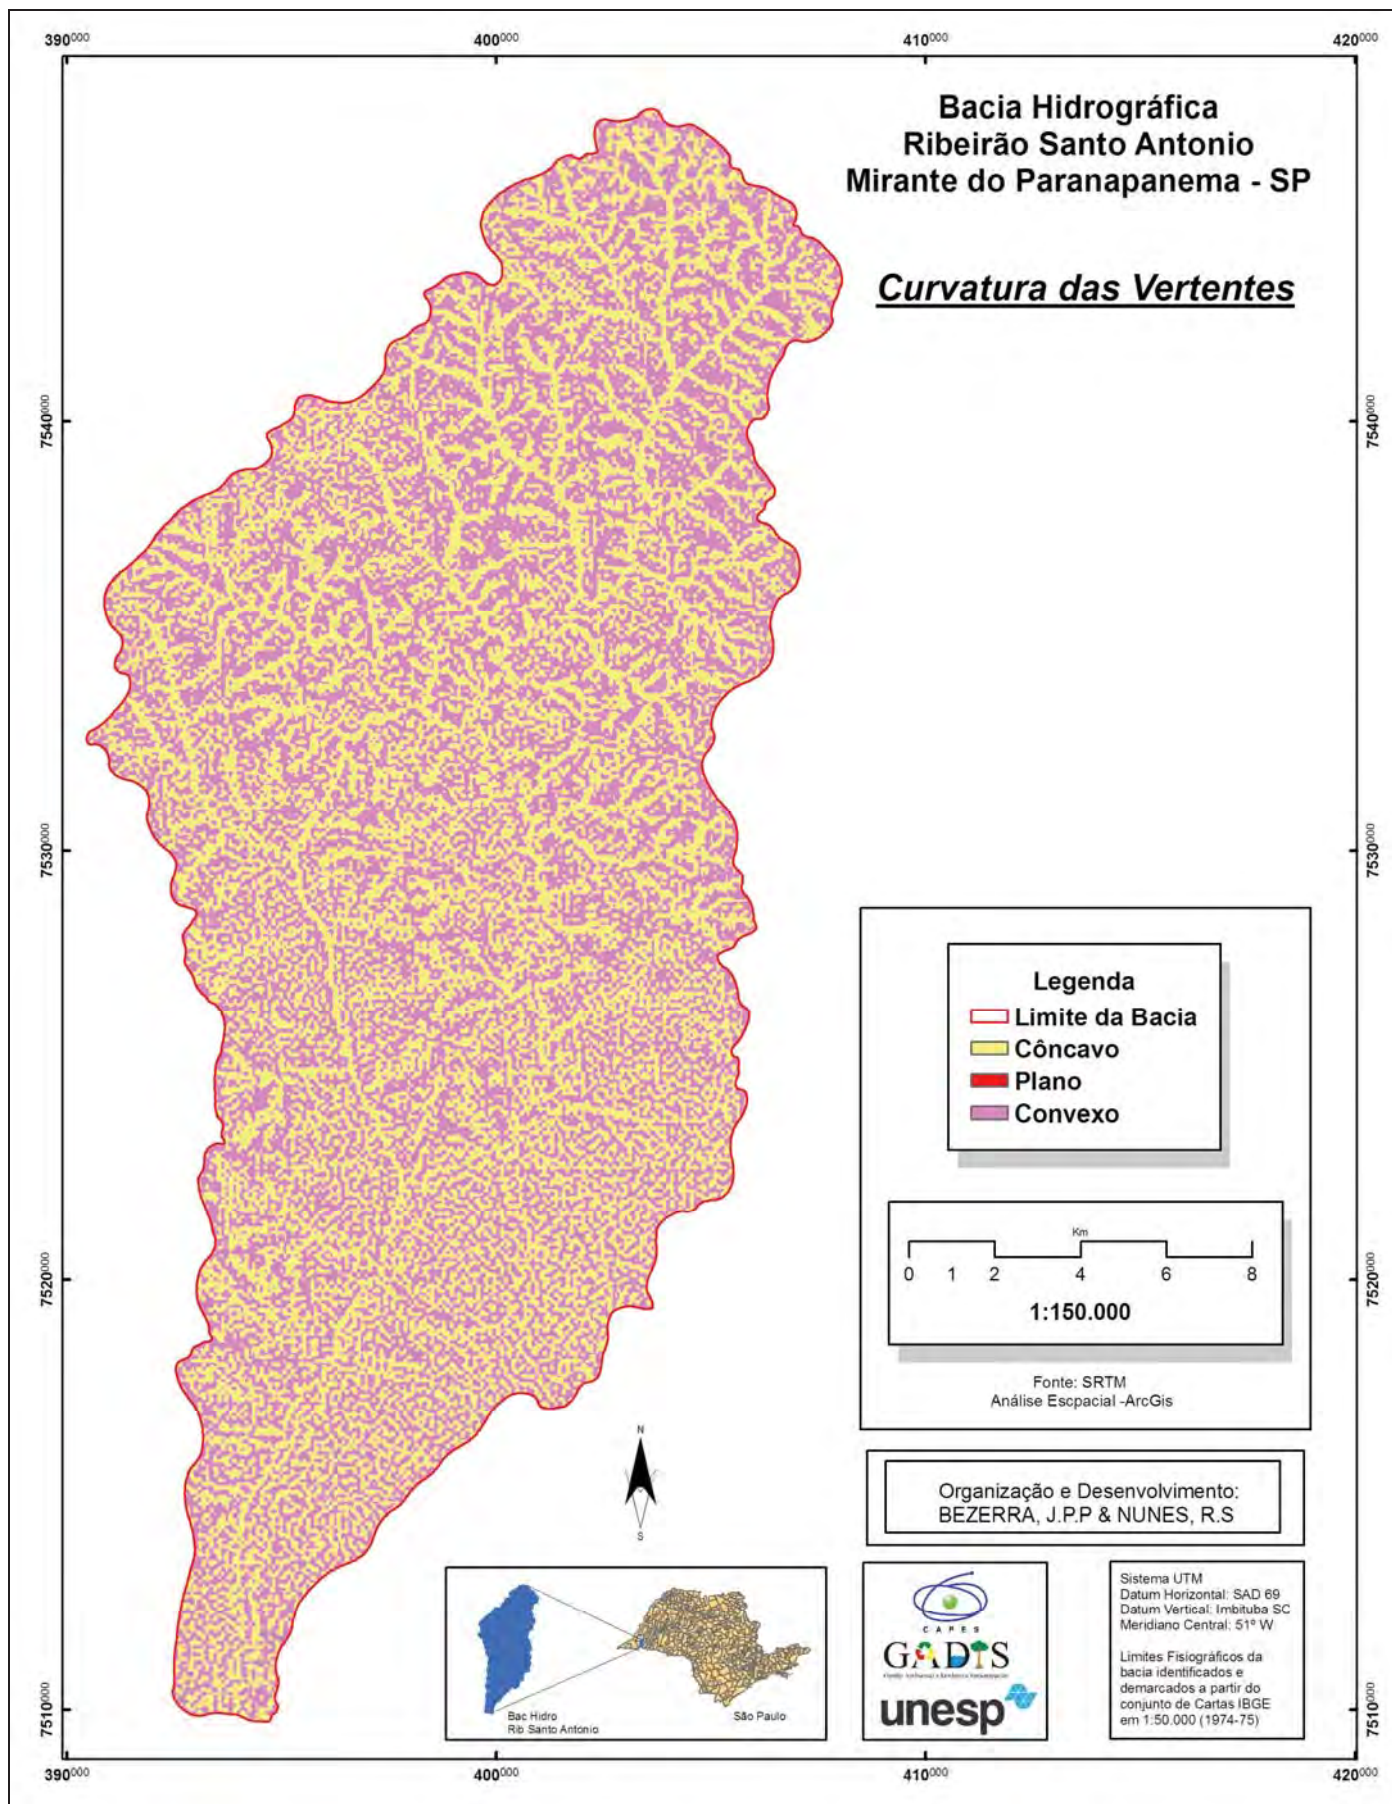 390000
400000
410000
420000
Bacia Hidrográfica
Ribeirão Santo Antonio
Mirante do Paranapanema - SP
Curvatura das Vertentes
7540000
7540000
7530000
7530000
Legenda
Limite da Bacia
Côncavo
Plano
Convexo
Km
0 1 2 4 6 8
1:150.000
7520000
7520000
Fonte: SRTM
Análise Escpacial -ArcGis
N
S
Organização e Desenvolvimento:
BEZERRA, J.P.P & NUNES, R.S
Bac Hidro
Rib Santo Antonio
São Paulo
CAPES
GADIS
unesp
Sistema UTM
Datum Horizontal: SAD 69
Datum Vertical: Imbituba SC
Meridiano Central: 51º W
Limites Fisiográficos da
bacia identificados e
demarcados a partir do
conjunto de Cartas IBGE
em 1:50.000 (1974-75)
7510000
7510000
390000
400000
410000
420000